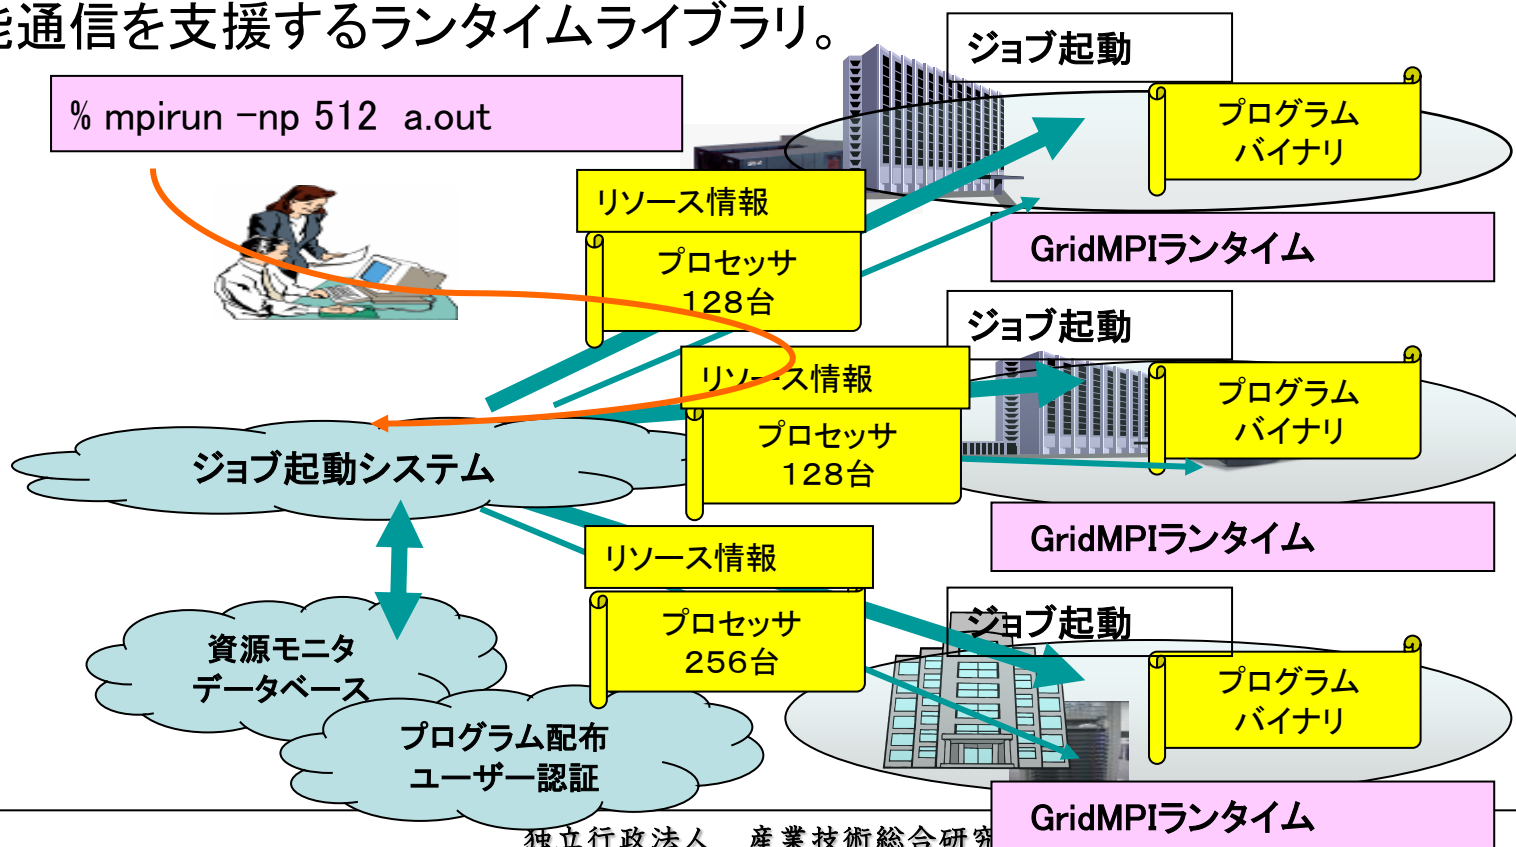 能通信を支援するランタイムライブラリ。
% mpirun −np 512 a.out
ジョブ起動
プログラム
バイナリ
リソース情報
プロセッサ
128台
GridMPIランタイム
ジョブ起動
プログラム
バイナリ
リソース情報
プロセッサ
128台
GridMPIランタイム
ジョブ起動システム
リソース情報
プロセッサ
256台
ジョブ起動
プログラム
バイナリ
GridMPIランタイム
資源モニタ
データベース
プログラム配布
ユーザー認証
独立行政法人 産業技術総合研究